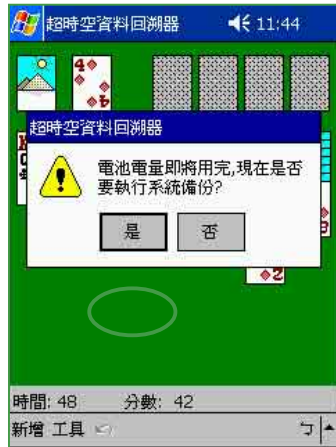 超時空資料回溯器 11:44
4
超時空資料回溯器
電池電量即將用完,現在是否
要執行系統備份?
是 否
2
時間: 48 分數: 42
新增 工具 ㄅ